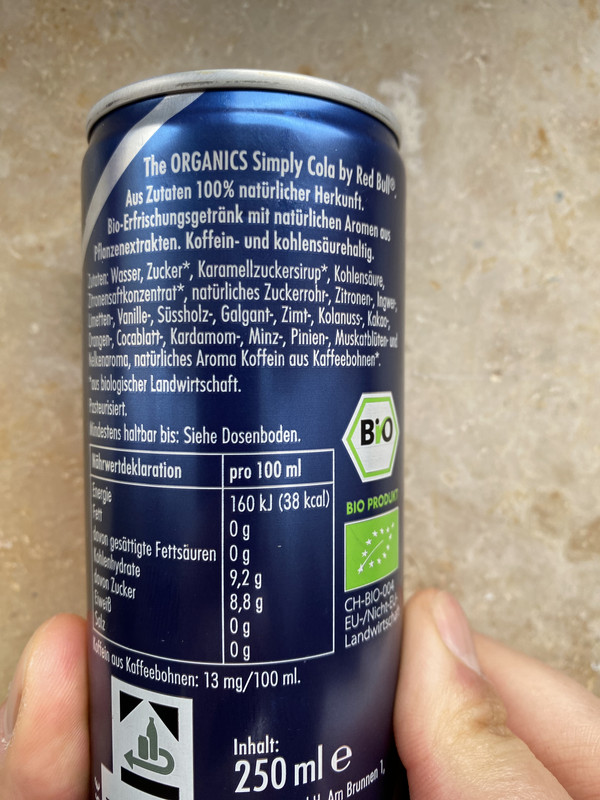 The ORGANICS Simply Cola by Red Bull®.
Aus Zutaten 100% natürlicher Herkunft.
Bio-Erfrischungsgetränk mit natürlichen Aromen aus
Pflanzenextrakten. Koffein- und kohlensäurehaltig.
Zutaten: Wasser, Zucker*, Karamellzuckersirup*, Kohlensäure,
Zitronensaftkonzentrat*, natürliches Zuckerrohr-, Zitronen-, Ingwer-,
Limetten-, Vanille-, Süssholz-, Galgant-, Zimt-, Kolanuss-, Kakao-,
Orangen-, Cocablatt-, Kardamom-, Minz-, Pinien-, Muskatblüten- und
Nelkenaroma, natürliches Aroma Koffein aus Kaffeebohnen*.
*aus biologischer Landwirtschaft.
Pasteurisiert.
Mindestens haltbar bis: Siehe Dosenboden.
Nährwertdeklaration pro 100 ml
Energie 160 kJ (38 kcal)
Fett 0 g
davon gesättigte Fettsäuren 0 g
Kohlenhydrate 9,2 g
davon Zucker 8,8 g
Eiweiß 0 g
Salz 0 g
Koffein aus Kaffeebohnen: 13 mg/100 ml.
BIO
BIO PRODUKT
CH-BIO-004
EU-/Nicht-EU-
Landwirtschaft
Inhalt:
250 ml e
Am Brunnen 1,